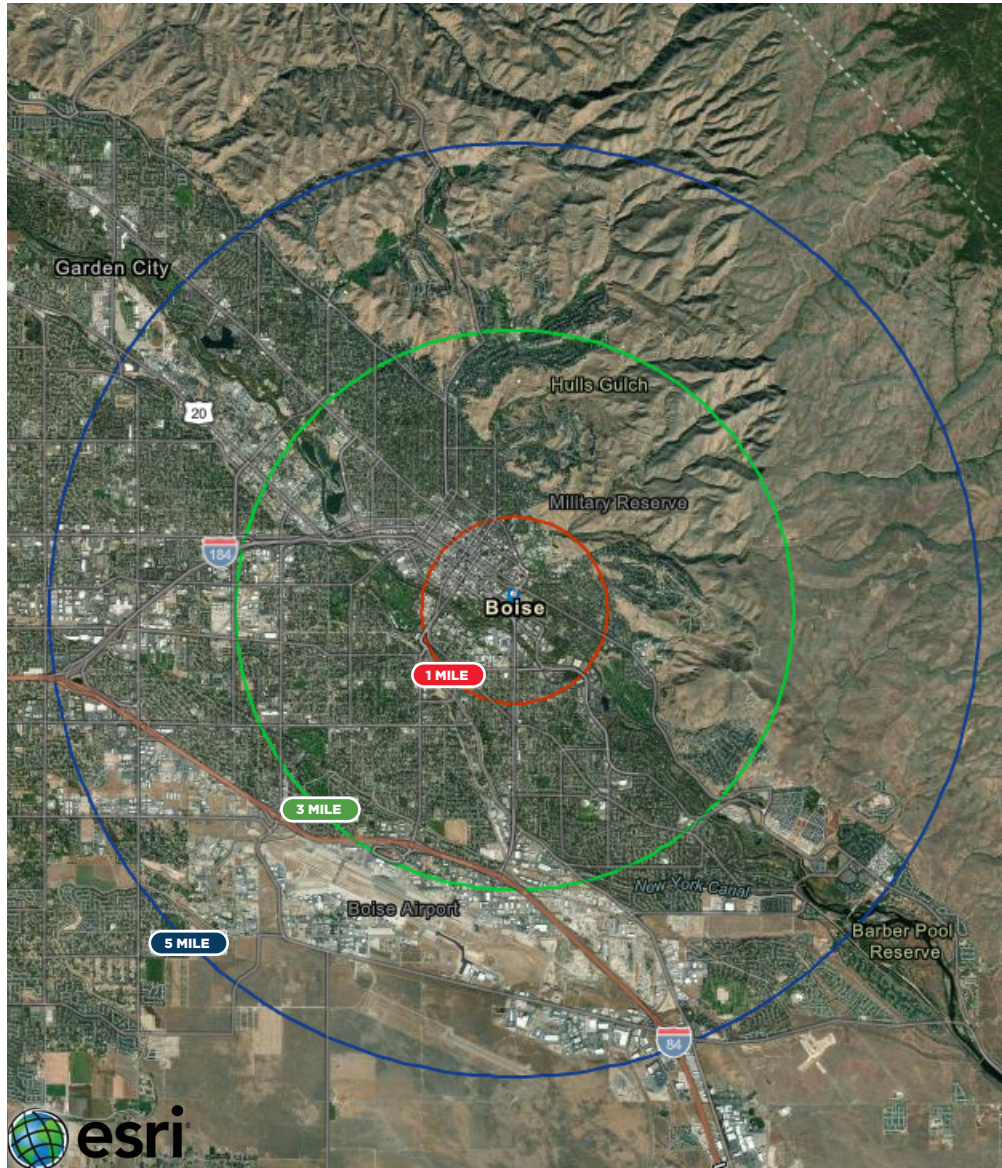 Garden City
Hulls Gulch
20
Military Reserve
184
Boise
1 MILE
3 MILE
New York Canal
Boise Airport
Barber Pool
Reserve
5 MILE
84
esri